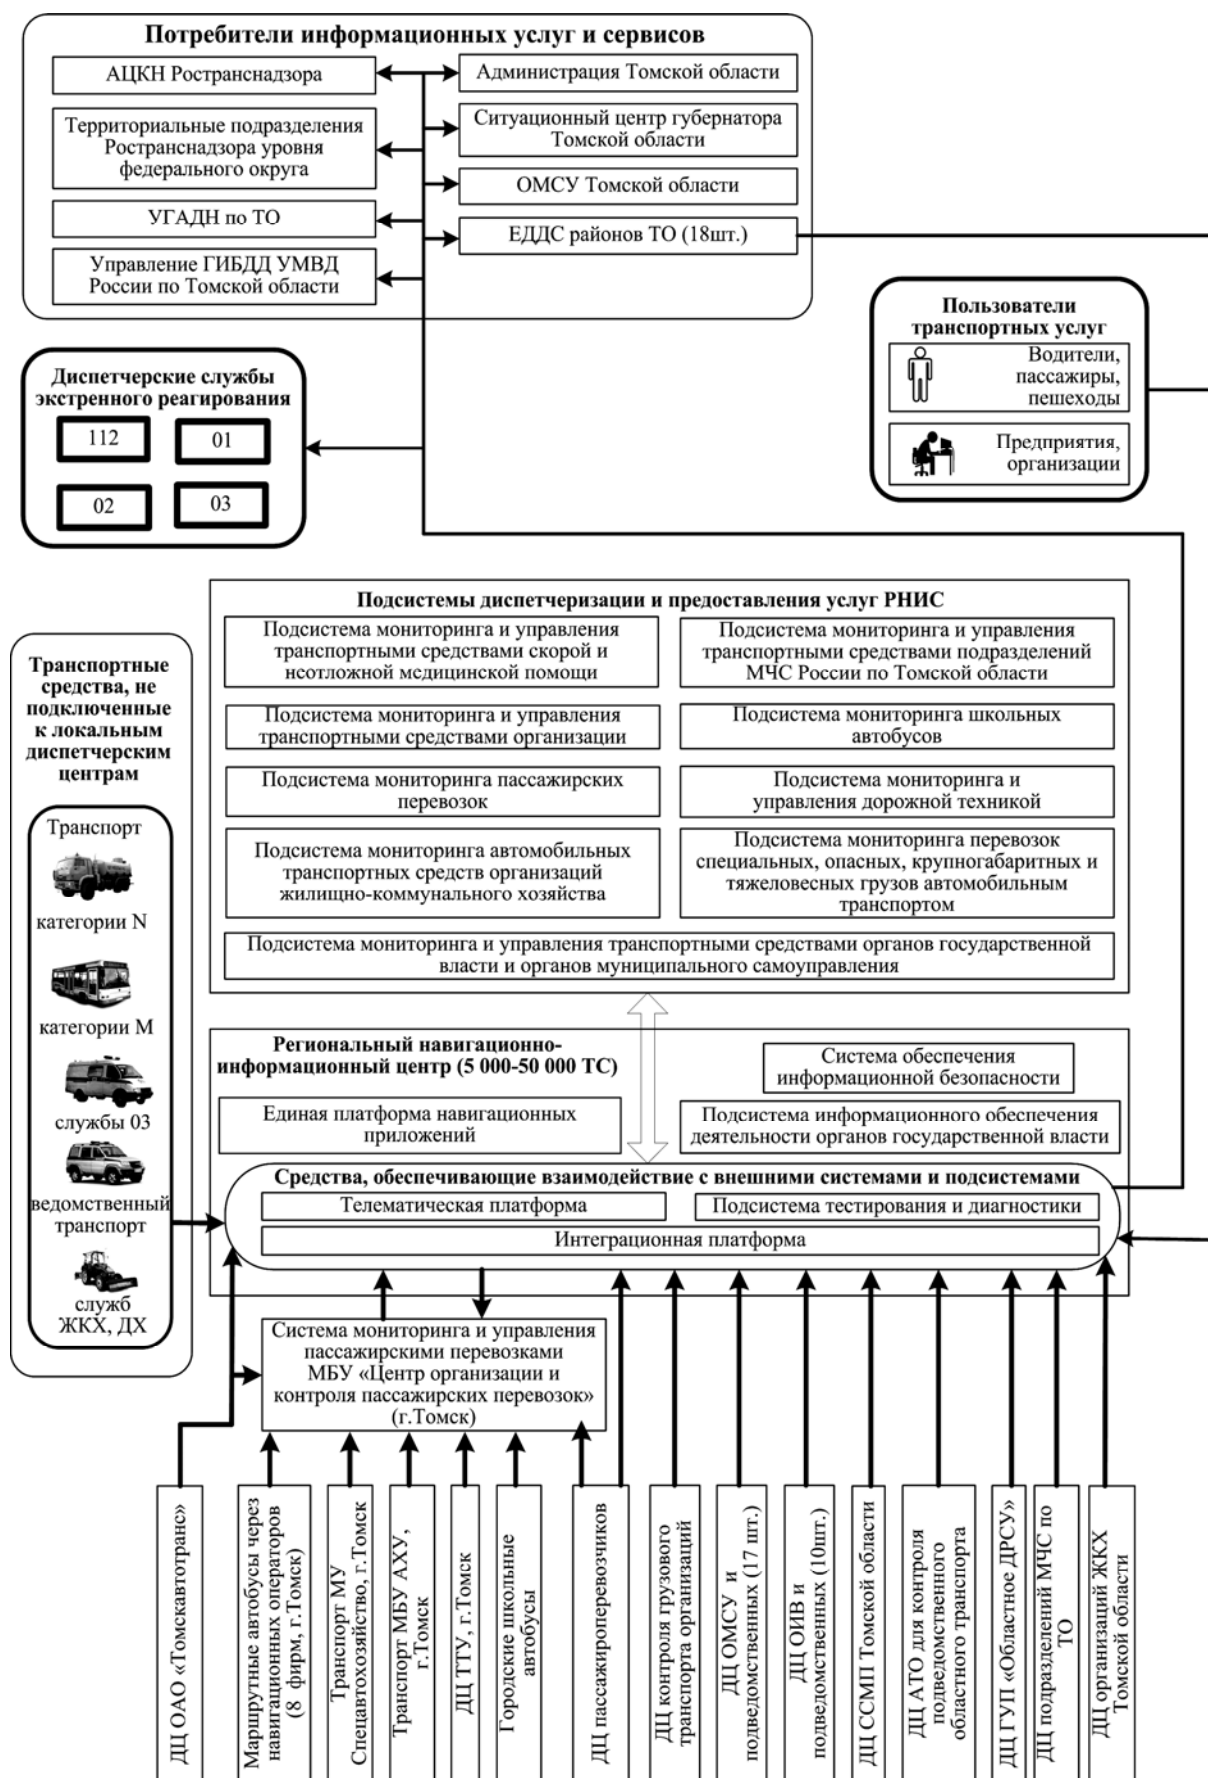 Потребители информационных услуг и сервисов
АЦКН Ространснадзора
Территориальные подразделения
Ространснадзора уровня
федерального округа
УГАДН по ТО
Управление ГИБДД УМВД
России по Томской области
Администрация Томской области
Ситуационный центр губернатора
Томской области
ОМСУ Томской области
ЕДДС районов ТО (18шт.)
Пользователи
транспортных услуг
Водители,
пассажиры,
пешеходы
Предприятия,
организации
Диспетчерские службы
экстренного реагирования
112
01
02
03
Подсистемы диспетчеризации и предоставления услуг РНИС
Подсистема мониторинга и управления
транспортными средствами скорой и
неотложной медицинской помощи
Подсистема мониторинга и управления
транспортными средствами подразделений
МЧС России по Томской области
Подсистема мониторинга и управления
транспортными средствами организации
Подсистема мониторинга школьных
автобусов
Подсистема мониторинга пассажирских
перевозок
Подсистема мониторинга и
управления дорожной техникой
Подсистема мониторинга автомобильных
транспортных средств организаций
жилищно-коммунального хозяйства
Подсистема мониторинга перевозок
специальных, опасных, крупногабаритных и
тяжеловесных грузов автомобильным
транспортом
Подсистема мониторинга и управления транспортными средствами органов государственной
власти и органов муниципального самоуправления
Транспортные
средства, не
подключенные
к локальным
диспетчерским
центрам
Транспорт
категории N
категории М
службы 03
ведомственный
транспорт
служб
ЖКХ, ДХ
Региональный навигационно-
информационный центр (5 000-50 000 ТС)
Система обеспечения
информационной безопасности
Единая платформа навигационных
приложений
Подсистема информационного обеспечения
деятельности органов государственной власти
Средства, обеспечивающие взаимодействие с внешними системами и подсистемами
Телематическая платформа
Подсистема тестирования и диагностики
Интеграционная платформа
Система мониторинга и управления
пассажирскими перевозками
МБУ «Центр организации и
контроля пассажирских перевозок»
(г.Томск)
ДЦ ОАО «Томскавтотранс»
Маршрутные автобусы через
навигационных операторов
(8 фирм, г.Томск)
Транспорт МУ
Спецавтохозяйство, г.Томск
Транспорт МБУ АХУ,
г.Томск
ДЦ ТТУ, г.Томск
Городские школьные
автобусы
ДЦ пассажироперевозчиков
ДЦ контроля грузового
транспорта организаций
ДЦ ОМСУ и
подведомственных (17 шт.)
ДЦ ОИВ и
подведомственных (10шт.)
ДЦ ССМП Томской области
ДЦ АТО для контроля
подведомственного
областного транспорта
ДЦ ГУП «Областное ДРСУ»
ДЦ подразделений МЧС по
ТО
ДЦ организаций ЖКХ
Томской области